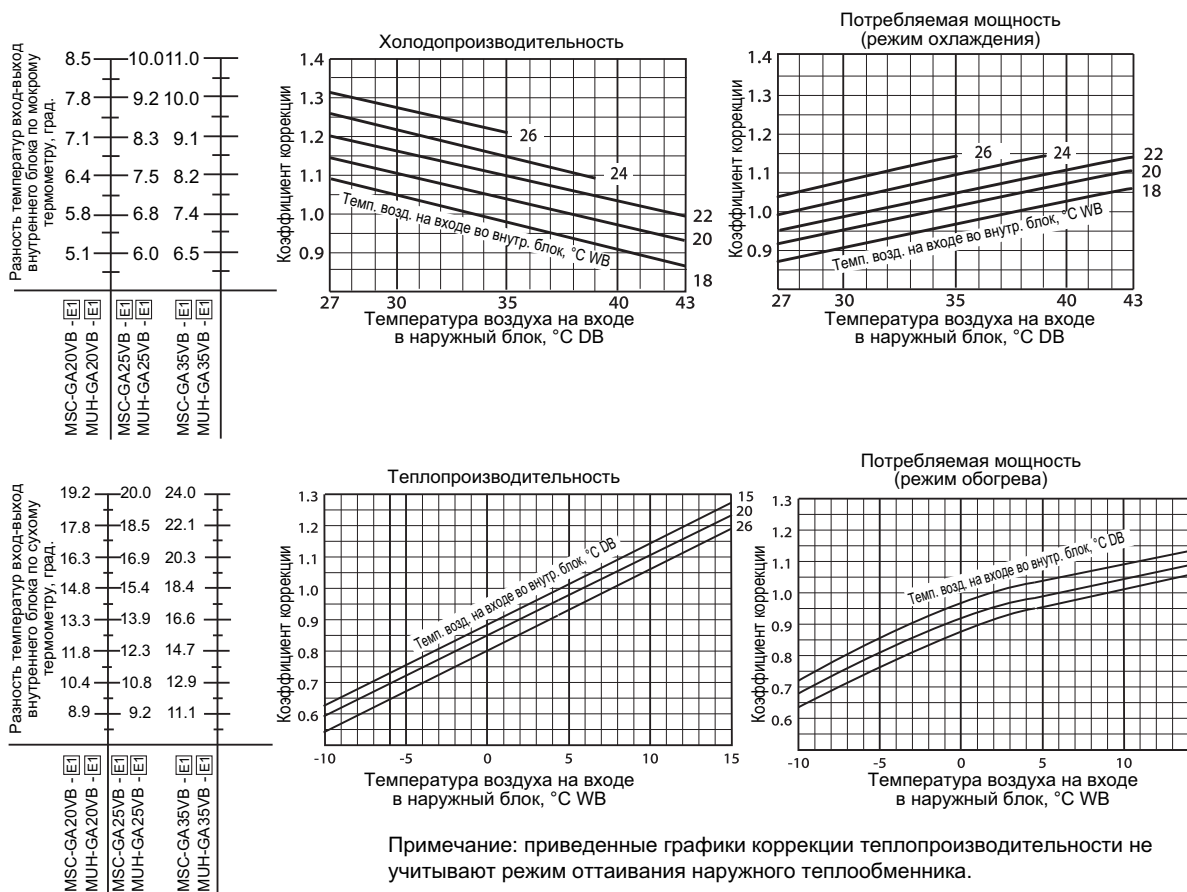 Разность температур вход-выход
внутреннего блока по мокрому
термометру, град.
8.5 10.0 11.0
7.8 9.2 10.0
7.1 8.3 9.1
6.4 7.5 8.2
5.8 6.8 7.4
5.1 6.0 6.5
MSC-GA20VB - E1
MUH-GA20VB - E1
MSC-GA25VB - E1
MUH-GA25VB - E1
MSC-GA35VB - E1
MUH-GA35VB - E1
Холодопроизводительность
Коэффициент коррекции
1.4
1.3
1.2
1.1
1.0
0.9
26
24
22
20
18
Темп. возд. на входе во внутр. блок, °C WB
27 30 35 40 43
Температура воздуха на входе
в наружный блок, °C DB
Потребляемая мощность
(режим охлаждения)
Коэффициент коррекции
1.4
1.3
1.2
1.1
1.0
0.9
26
24
22
20
18
Темп. возд. на входе во внутр. блок, °C WB
27 30 35 40 43
Температура воздуха на входе
в наружный блок, °C DB
Разность температур вход-выход
внутреннего блока по сухому
термометру, град.
19.2 20.0 24.0
17.8 18.5 22.1
16.3 16.9 20.3
14.8 15.4 18.4
13.3 13.9 16.6
11.8 12.3 14.7
10.4 10.8 12.9
8.9 9.2 11.1
MSC-GA20VB - E1
MUH-GA20VB - E1
MSC-GA25VB - E1
MUH-GA25VB - E1
MSC-GA35VB - E1
MUH-GA35VB - E1
Теплопроизводительность
Коэффициент коррекции
1.3
1.2
1.1
1.0
0.9
0.8
0.7
0.6
15
20
26
Темп. возд. на входе во внутр. блок, °C DB
-10 -5 0 5 10 15
Температура воздуха на входе
в наружный блок, °C WB
Потребляемая мощность
(режим обогрева)
Коэффициент коррекции
1.3
1.2
1.1
1.0
0.9
0.8
0.7
0.6
Темп. возд. на входе во внутр. блок, °C DB
-10 -5 0 5 10
Температура воздуха на входе
в наружный блок, °C WB
Примечание: приведенные графики коррекции теплопроизводительности не
учитывают режим оттаивания наружного теплообменника.